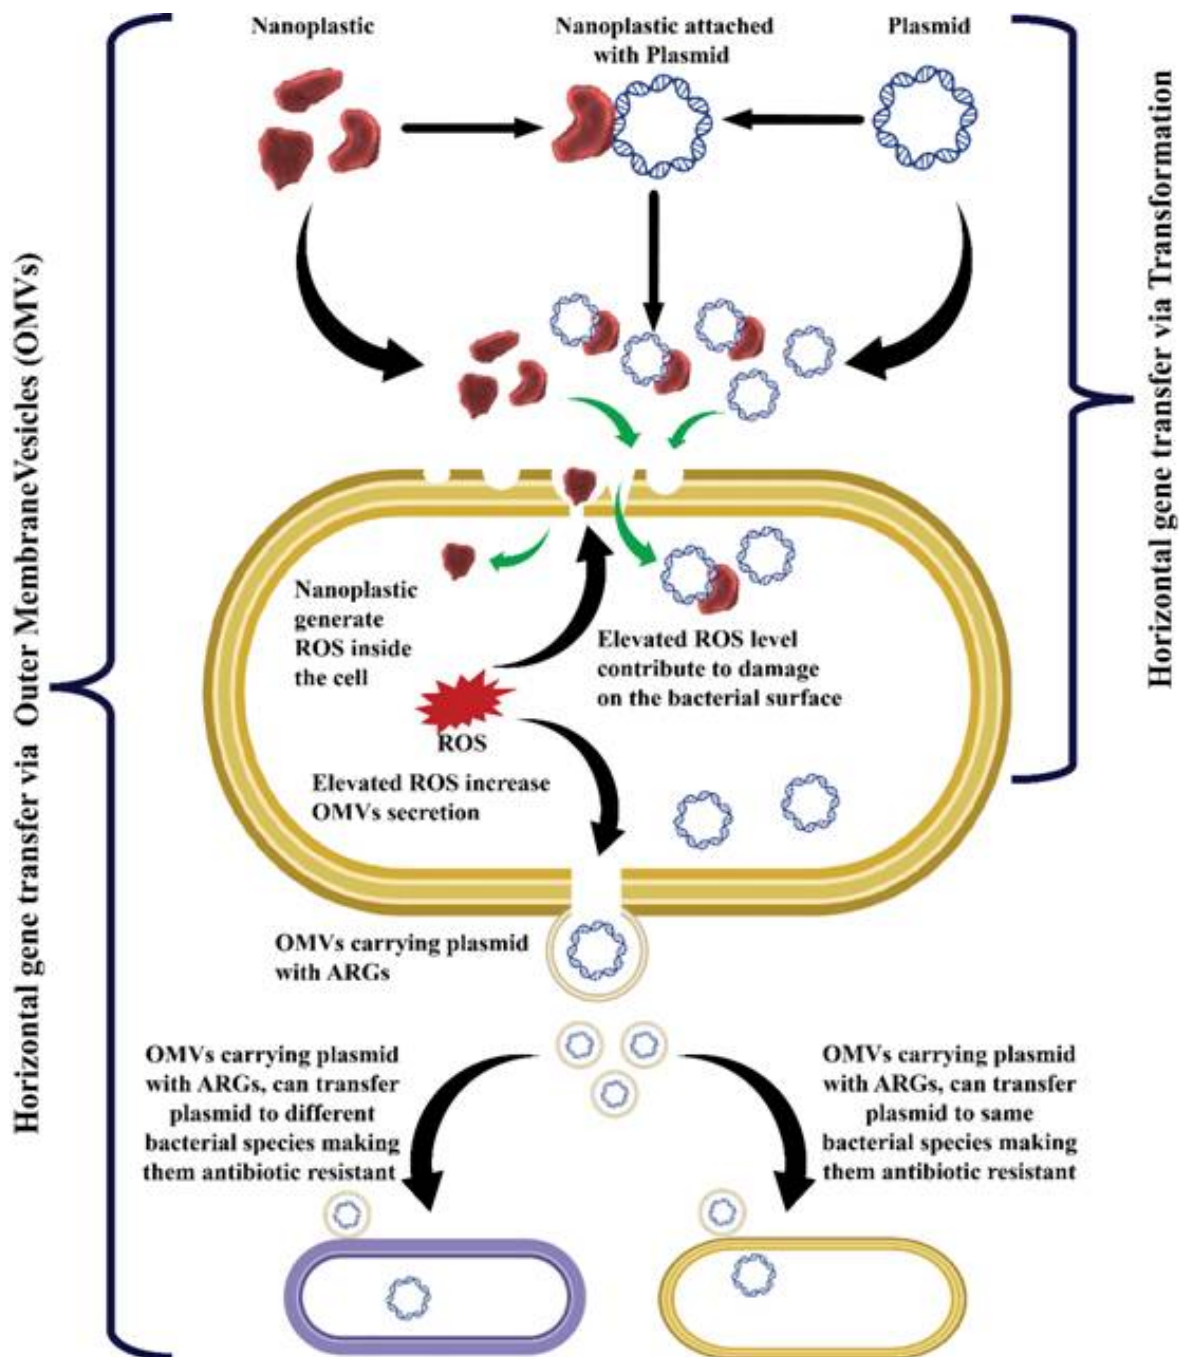 Nanoplastic
Nanoplastic attached
with Plasmid
Plasmid
Horizontal gene transfer via Outer MembraneVesicles (OMVs)
Horizontal gene transfer via Transformation
Nanoplastic
generate
ROS inside
the cell
Elevated ROS level
contribute to damage
on the bacterial surface
ROS
Elevated ROS increase
OMVs secretion
OMVs carrying plasmid
with ARGs
OMVs carrying plasmid
with ARGs, can transfer
plasmid to different
bacterial species making
them antibiotic resistant
OMVs carrying plasmid
with ARGs, can transfer
plasmid to same
bacterial species making
them antibiotic resistant